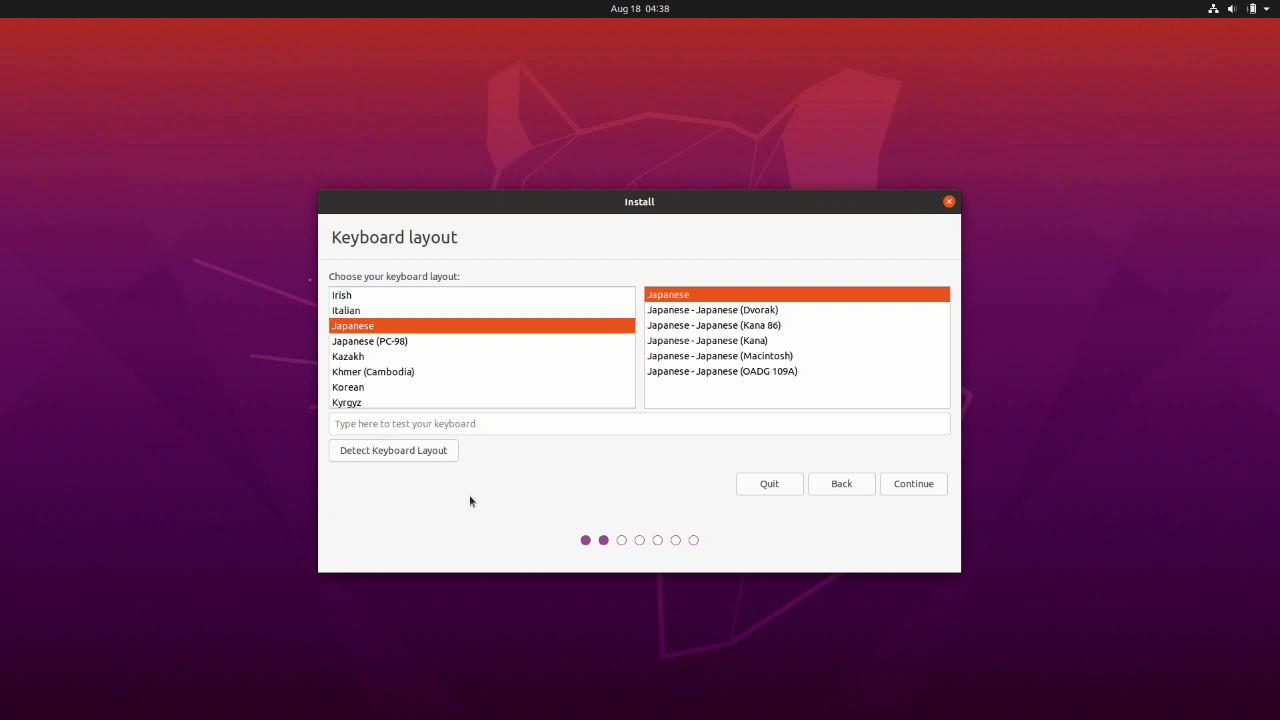 Aug 18 04:38
Install
Keyboard layout
Choose your keyboard layout:
Irish
Italian
Japanese
Japanese (PC-98)
Kazakh
Khmer (Cambodia)
Korean
Kyrgyz
Japanese
Japanese - Japanese (Dvorak)
Japanese - Japanese (Kana 86)
Japanese - Japanese (Kana)
Japanese - Japanese (Macintosh)
Japanese - Japanese (OADG 109A)
Type here to test your keyboard
Detect Keyboard Layout
Quit Back Continue